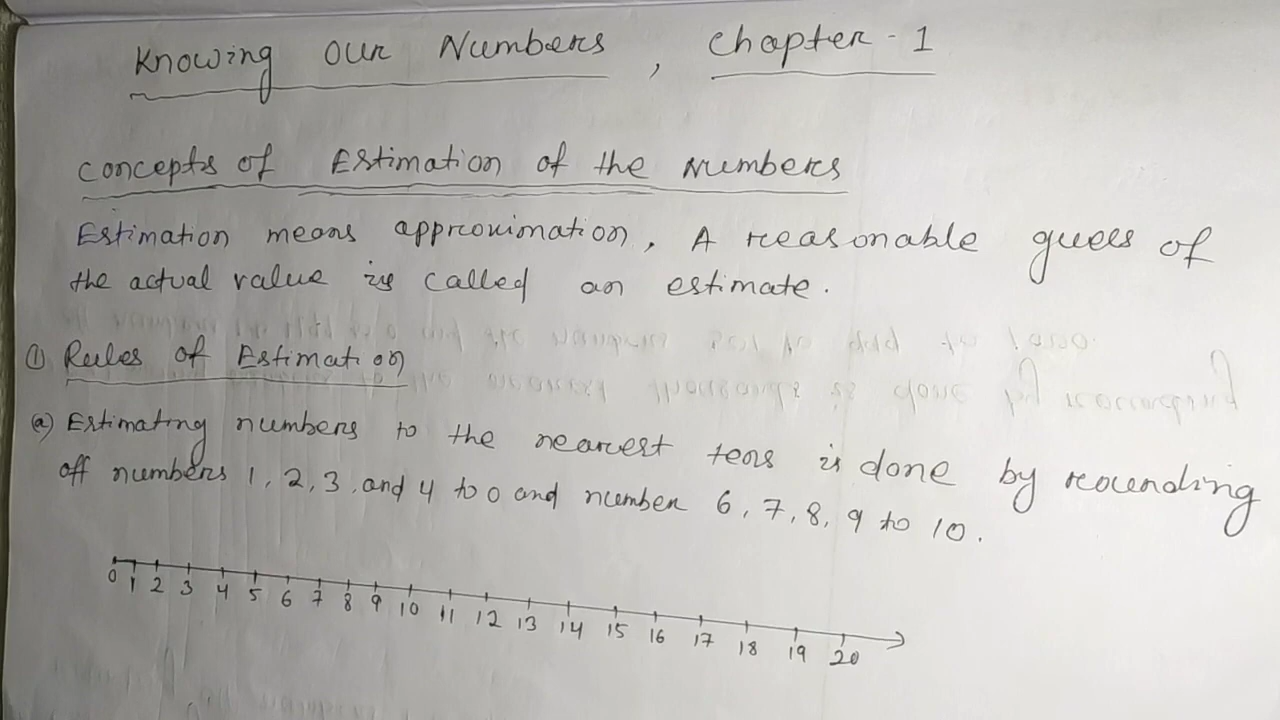 Knowing Our Numbers, Chapter - 1
Concepts of Estimation of the Numbers
Estimation means approximation, A reasonable guess of
the actual value is called an estimate.
① Rules of Estimation
(a) Estimating numbers to the nearest tens is done by rounding
off numbers 1, 2, 3, and 4 to 0 and number 6, 7, 8, 9 to 10.
0 1 2 3 4 5 6 7 8 9 10 11 12 13 14 15 16 17 18 19 20